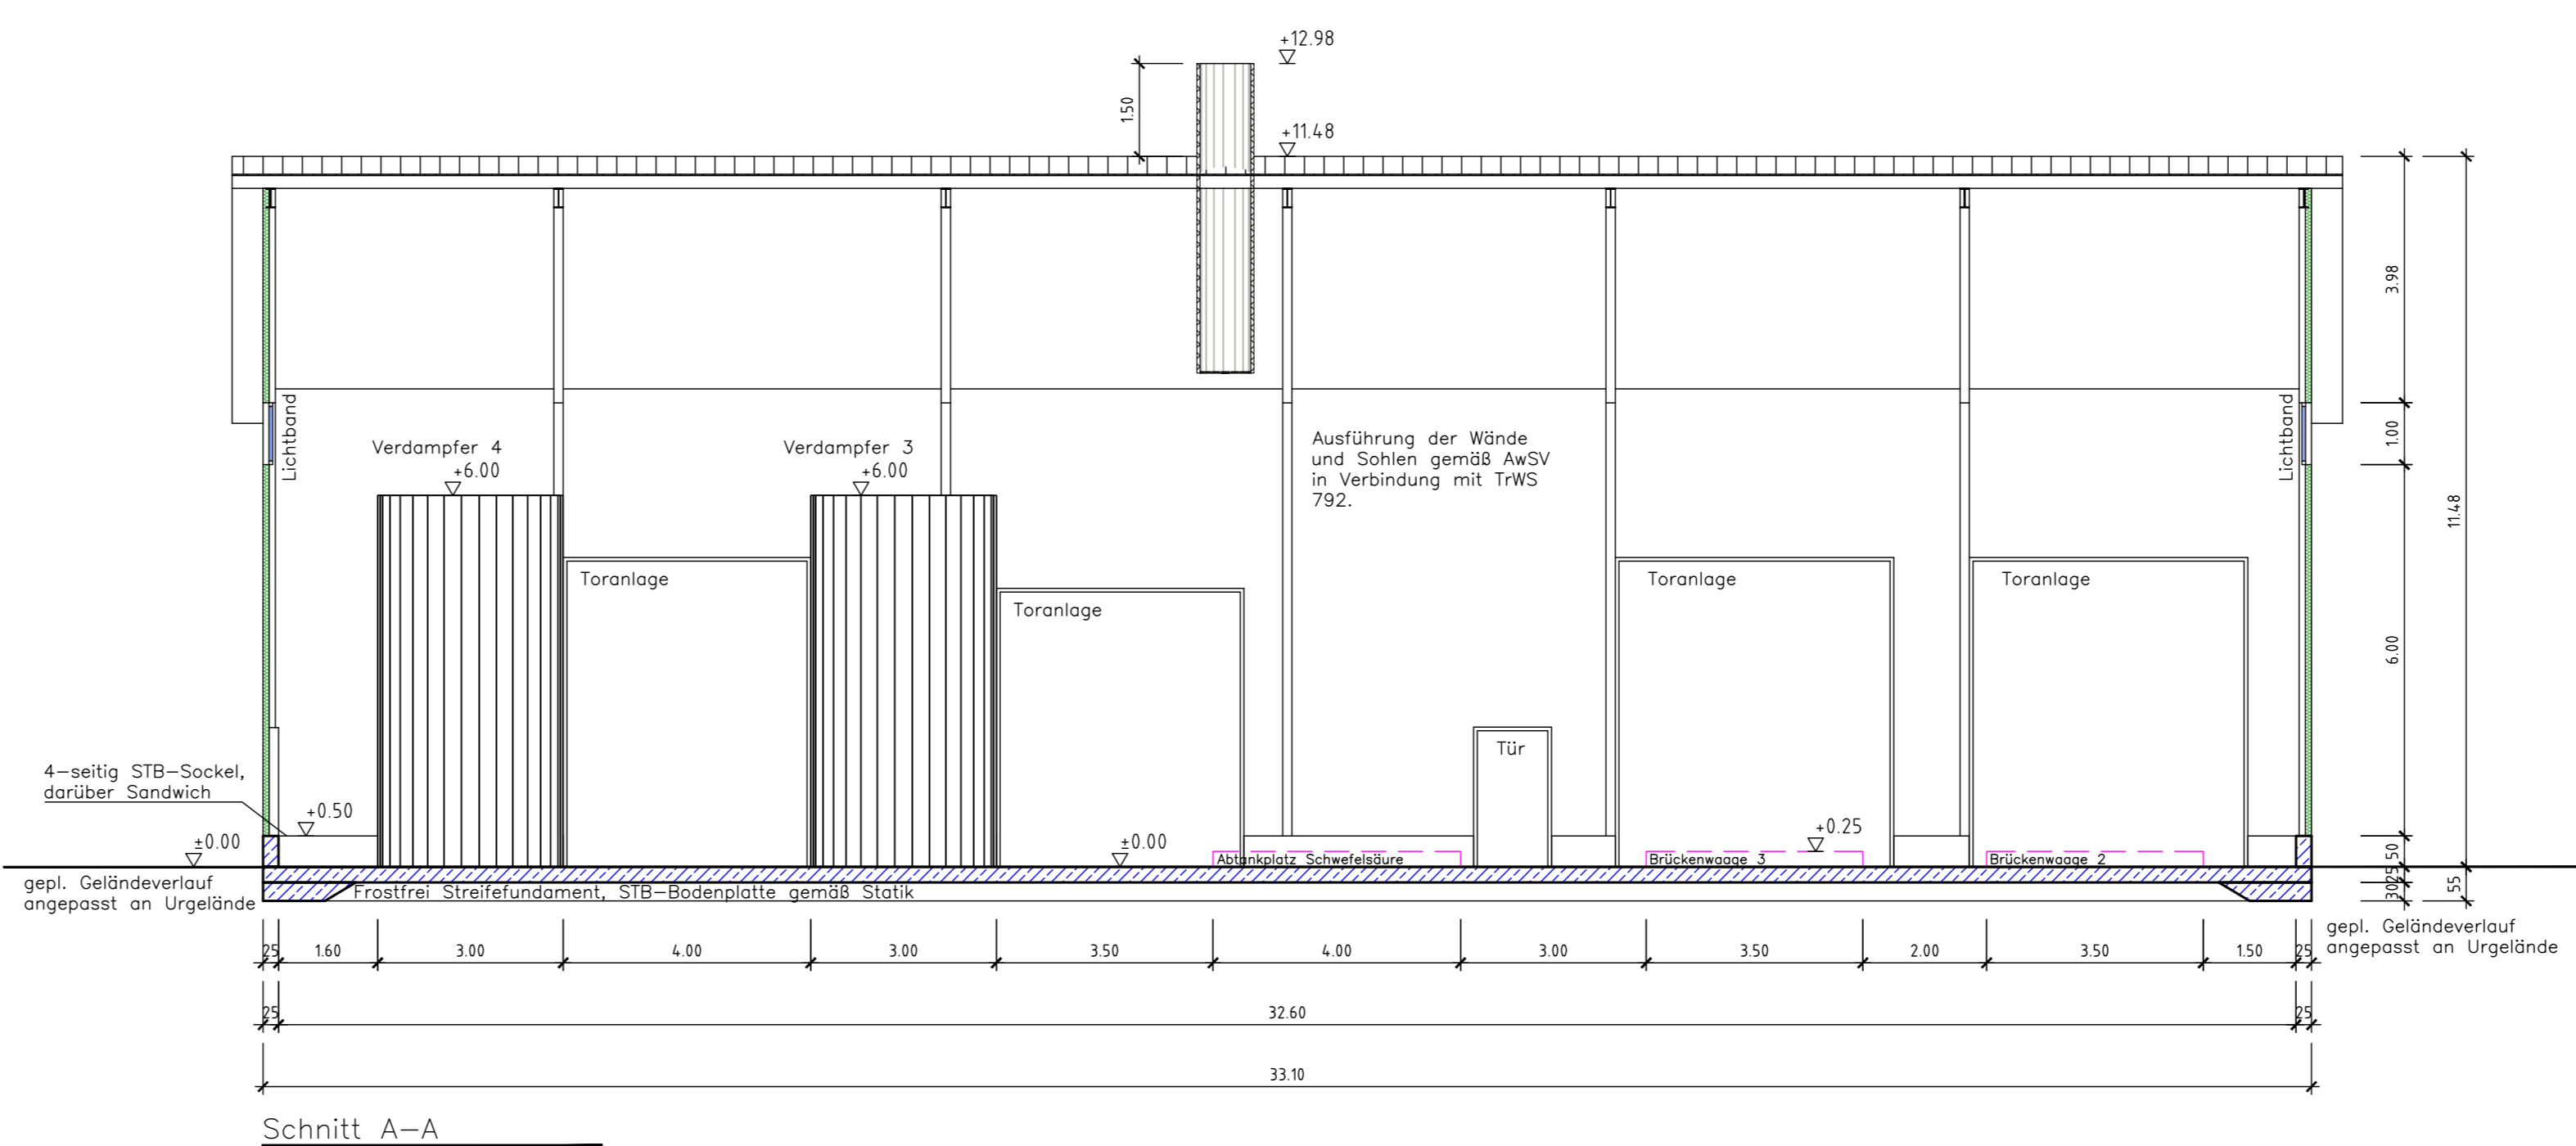 +12.98
1.50
+11.48
3.98
Lichtband
Lichtband
1.00
Ausführung der Wände
und Sohlen gemäß AwSV
in Verbindung mit TrWS
792.
Verdampfer 4
+6.00
Verdampfer 3
+6.00
11.48
Toranlage
Toranlage
Toranlage
Toranlage
6.00
Tür
4-seitig STB-Sockel,
darüber Sandwich
+0.50
±0.00
±0.00
+0.25
Abtankplatz Schwefelsäure
Brückenwaage 3
Brückenwaage 2
50
25
30
55
gepl. Geländeverlauf
angepasst an Urgelände
Frostfrei Streifefundament, STB-Bodenplatte gemäß Statik
gepl. Geländeverlauf
angepasst an Urgelände
25 1.60 3.00 4.00 3.00 3.50 4.00 3.00 3.50 2.00 3.50 1.50 25
25 32.60 25
33.10
Schnitt A-A